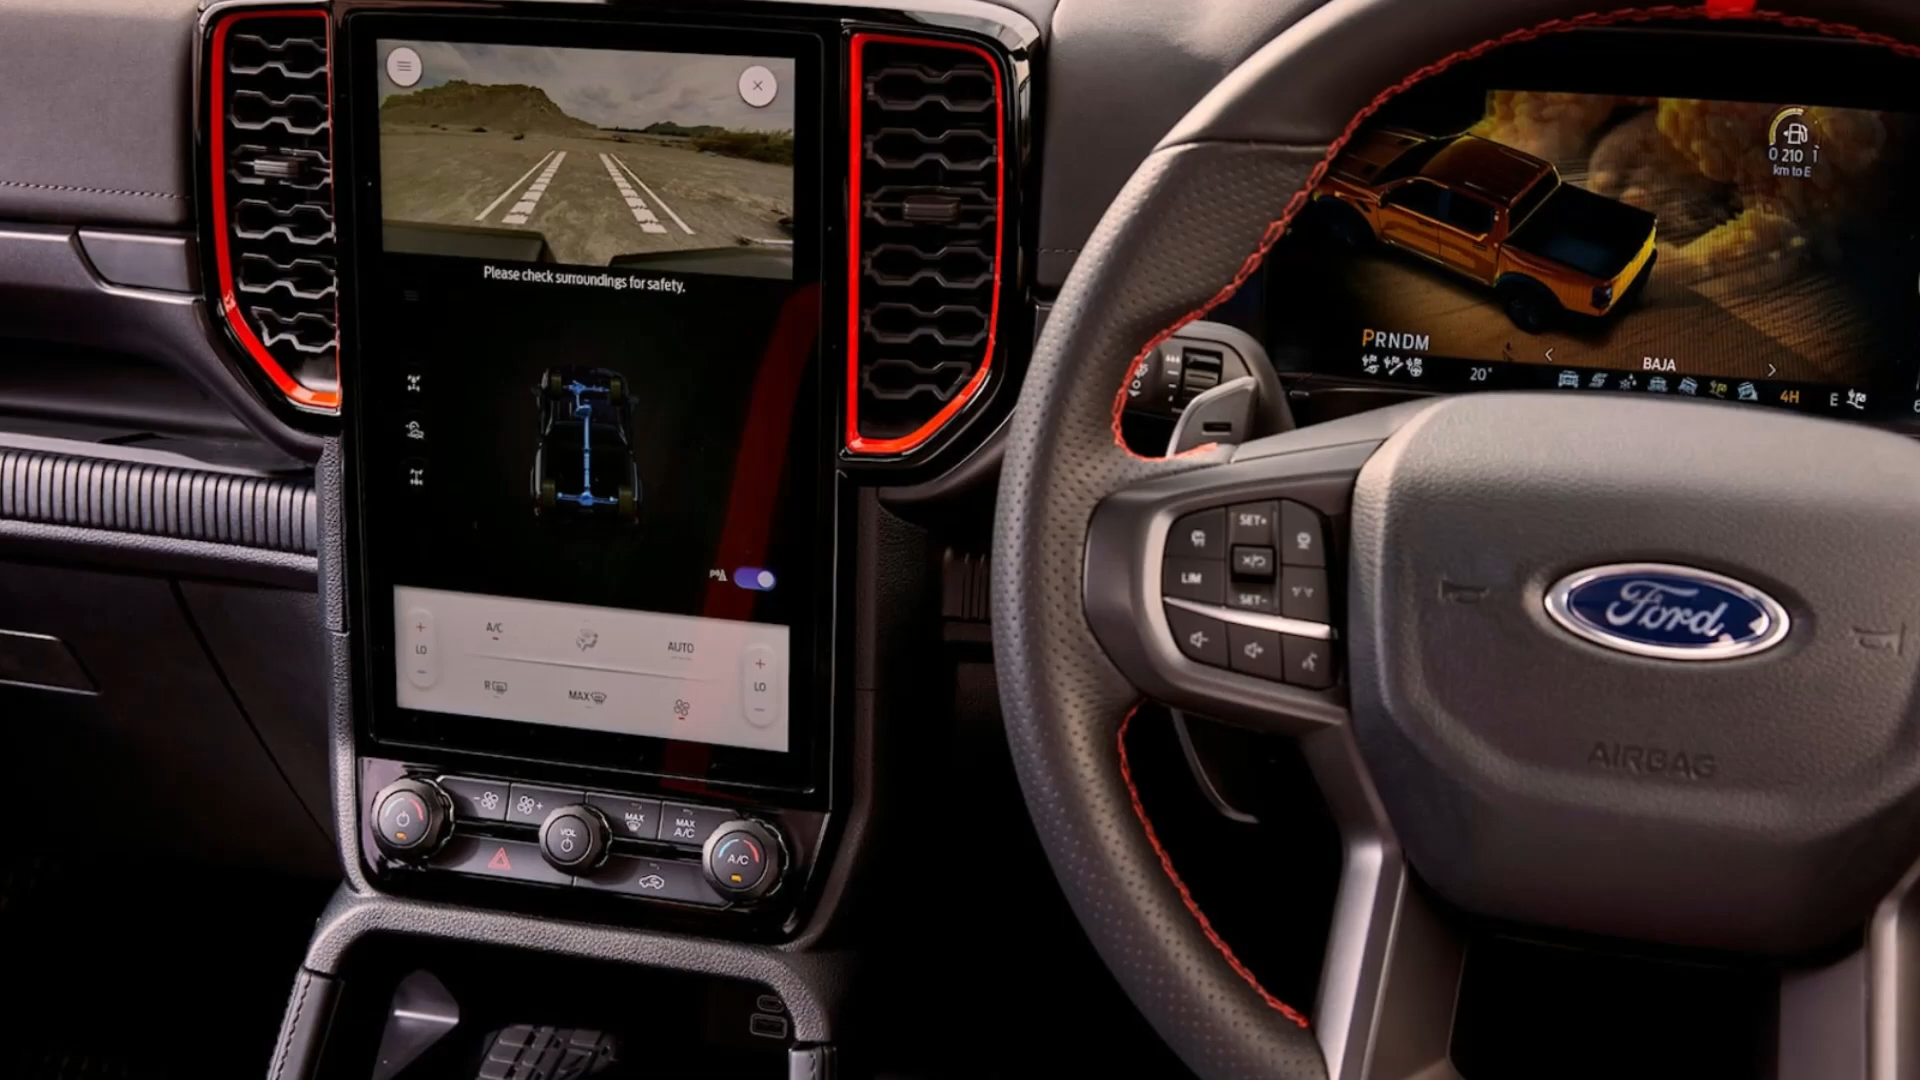 Please check surroundings for safety.
A/C
AUTO
LO
LO
R
MAX
VOL
MAX
MAX
A/C
A/C
0 210
km to E
PRNDM
BAJA
20°
4H
E
SET+
LIM
SET-
Ford
AIRBAG